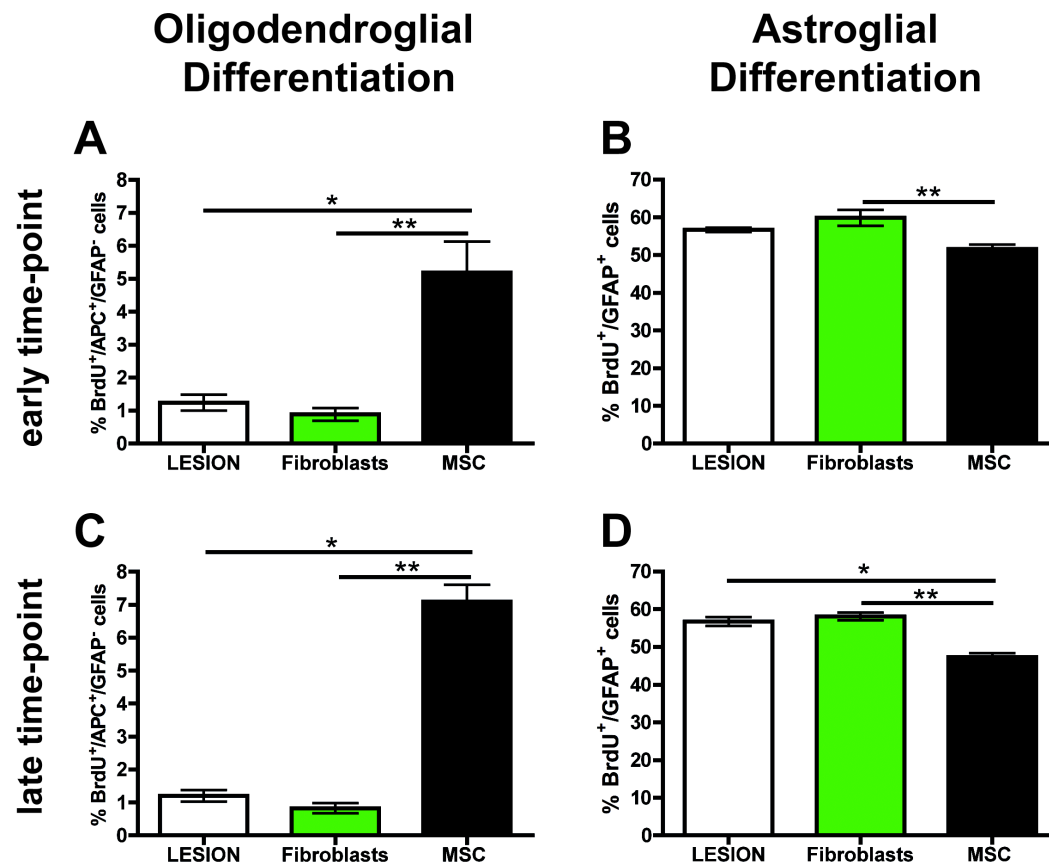 Oligodendroglial
Differentiation
Astroglial
Differentiation
early time-point
A
% BrdU⁺/APC⁺/GFAP⁻ cells
8
7
6
5
4
3
2
1
0
*
**
LESION Fibroblasts MSC
B
% BrdU⁺/GFAP⁺ cells
70
60
50
40
30
20
10
0
**
LESION Fibroblasts MSC
late time-point
C
% BrdU⁺/APC⁺/GFAP⁻ cells
8
7
6
5
4
3
2
1
0
*
**
LESION Fibroblasts MSC
D
% BrdU⁺/GFAP⁺ cells
70
60
50
40
30
20
10
0
*
**
LESION Fibroblasts MSC